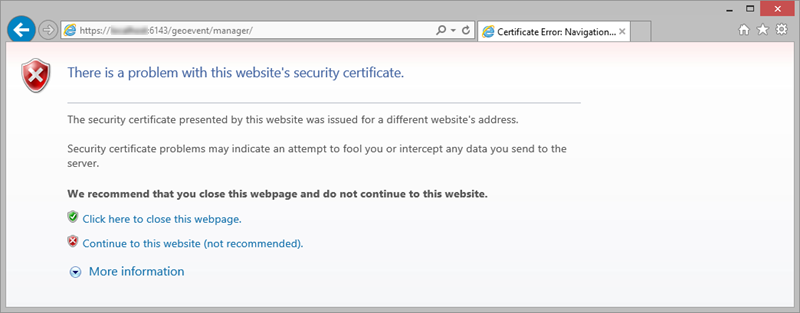 https:// :6143/geoevent/manager/
Certificate Error: Navigation...
There is a problem with this website's security certificate.
The security certificate presented by this website was issued for a different website's address.
Security certificate problems may indicate an attempt to fool you or intercept any data you send to the
server.
We recommend that you close this webpage and do not continue to this website.
Click here to close this webpage.
Continue to this website (not recommended).
More information